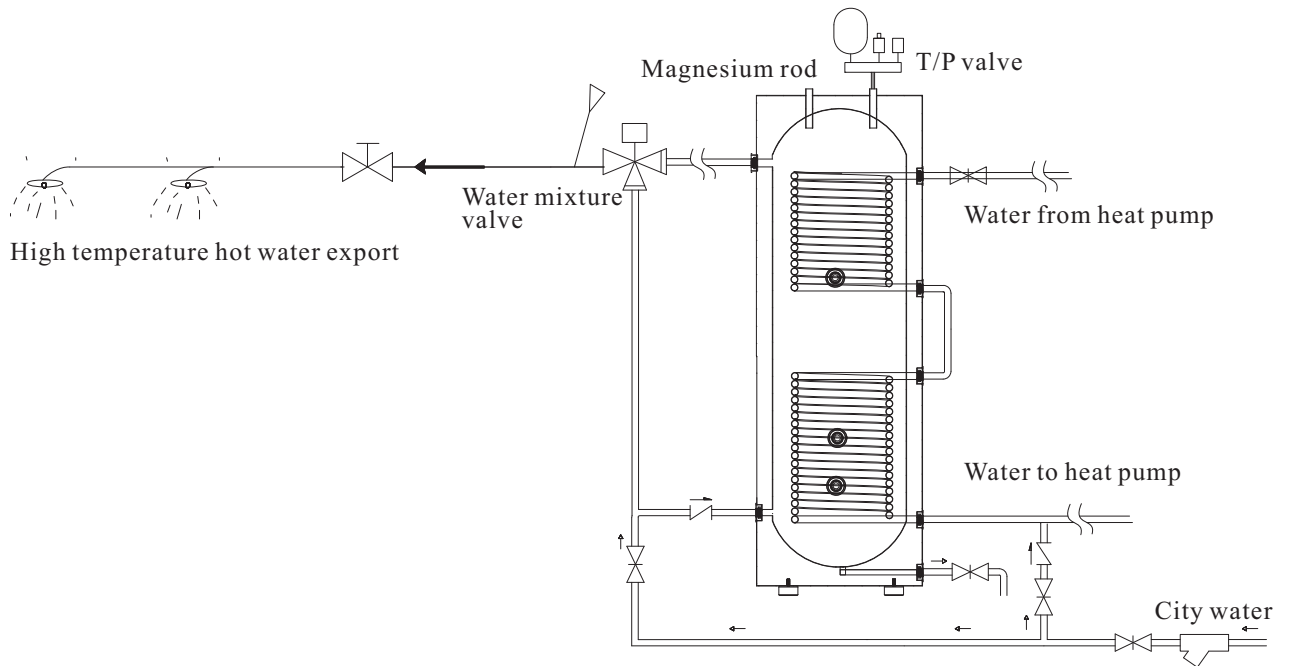 T/P valve
Magnesium rod
Water mixture
valve
Water from heat pump
High temperature hot water export
Water to heat pump
City water